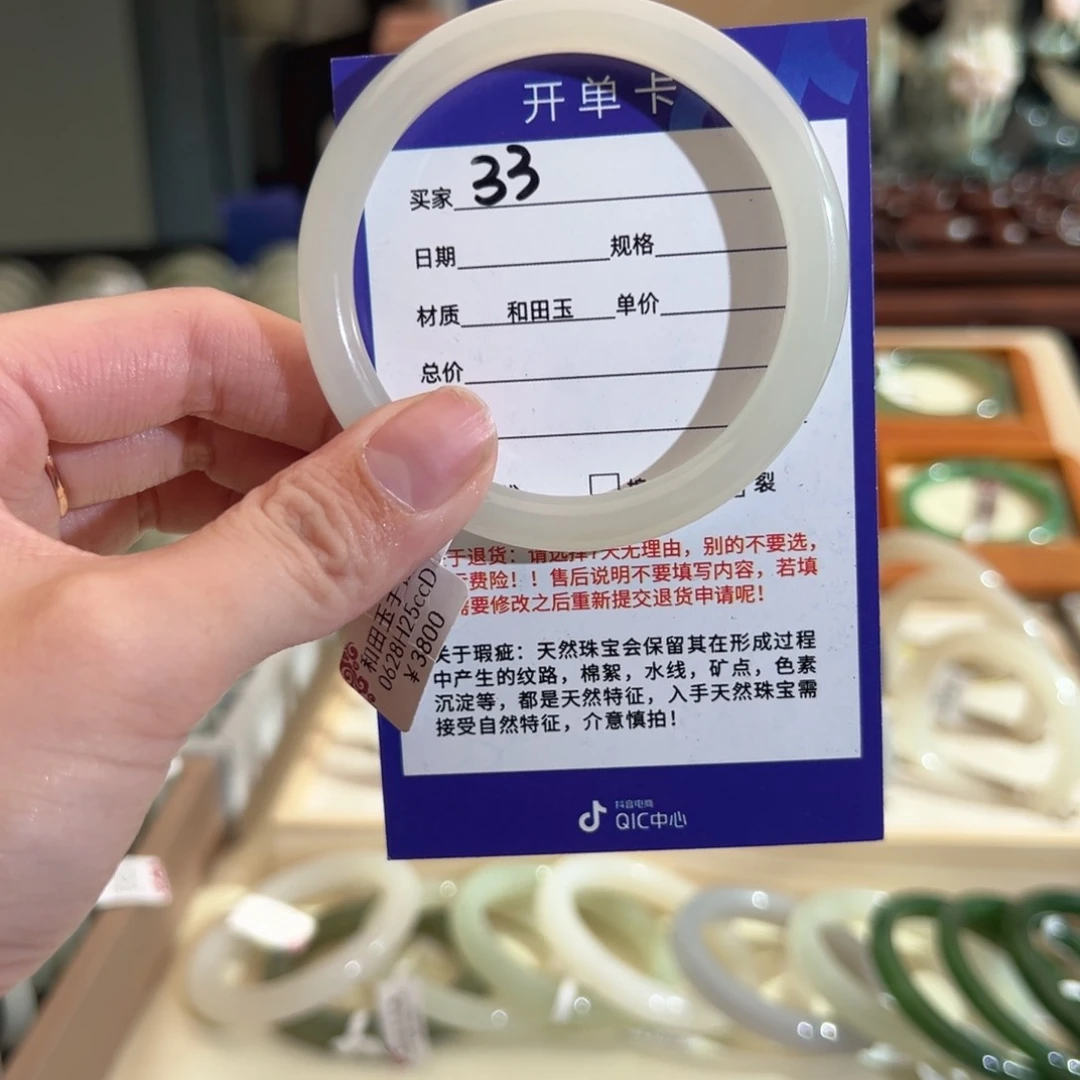 开单卡
买家 33
日期 规格
材质 和田玉 单价
总价
裂
于退货：请选择7天无理由，别的不要选，
费险！！售后说明不要填写内容，若填
需要修改之后重新提交退货申请呢！
关于瑕疵：天然珠宝会保留其在形成过程
中产生的纹路，棉絮，水线，矿点，色素
沉淀等，都是天然特征，入手天然珠宝需
接受自然特征，介意慎拍！
抖音电商
QIC中心
和田玉手
0628H25ccD
¥3800